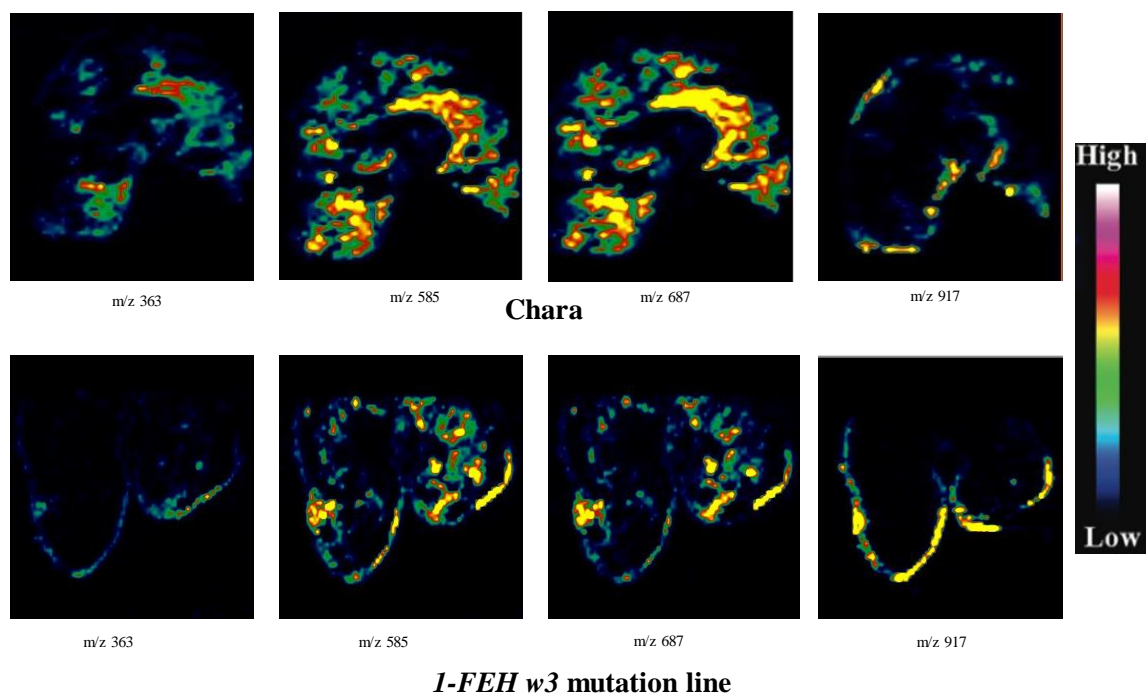 High
Low
m/z 363
m/z 585
m/z 687
m/z 917
Chara
m/z 363
m/z 585
m/z 687
m/z 917
1-FEH w3 mutation line